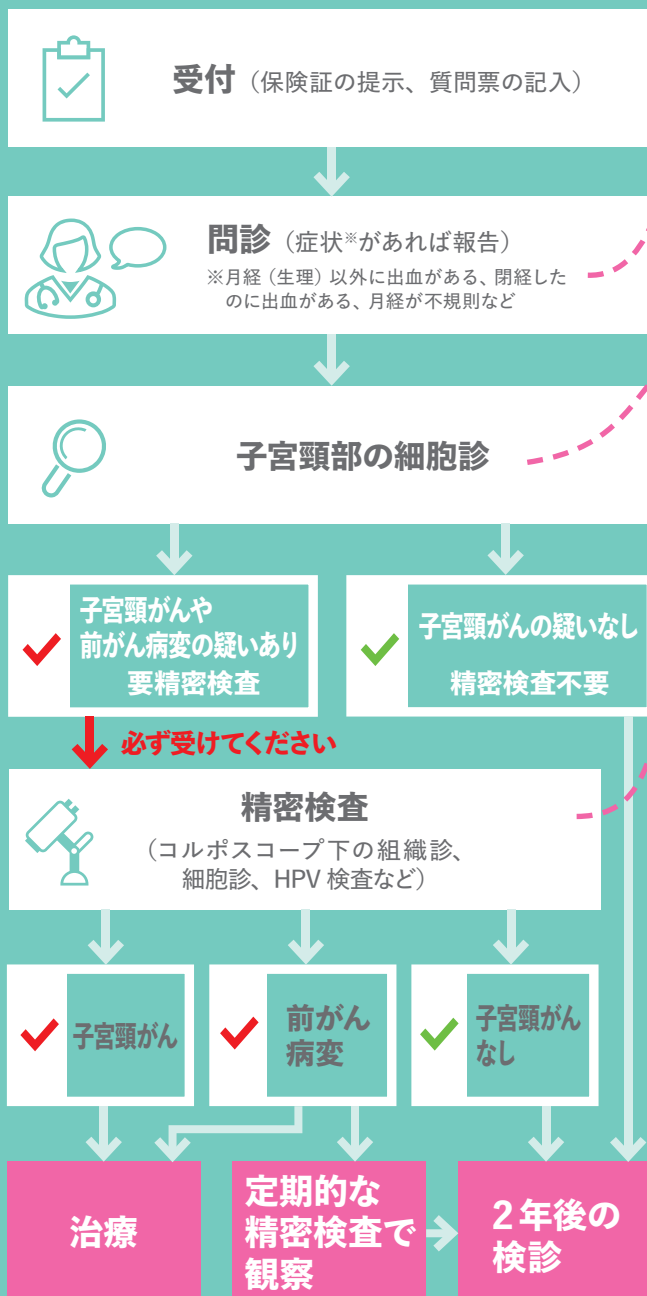 受付（保険証の提示、質問票の記入）
問診（症状※があれば報告）
※月経（生理）以外に出血がある、閉経した
のに出血がある、月経が不規則など
子宮頸部の細胞診
子宮頸がんや
前がん病変の疑いあり
要精密検査
子宮頸がんの疑いなし
精密検査不要
必ず受けてください
精密検査
（コルポスコープ下の組織診、
細胞診、HPV 検査など）
子宮頸がん
前がん
病変
子宮頸がん
なし
治療
定期的な
精密検査で
観察
2年後の
検診